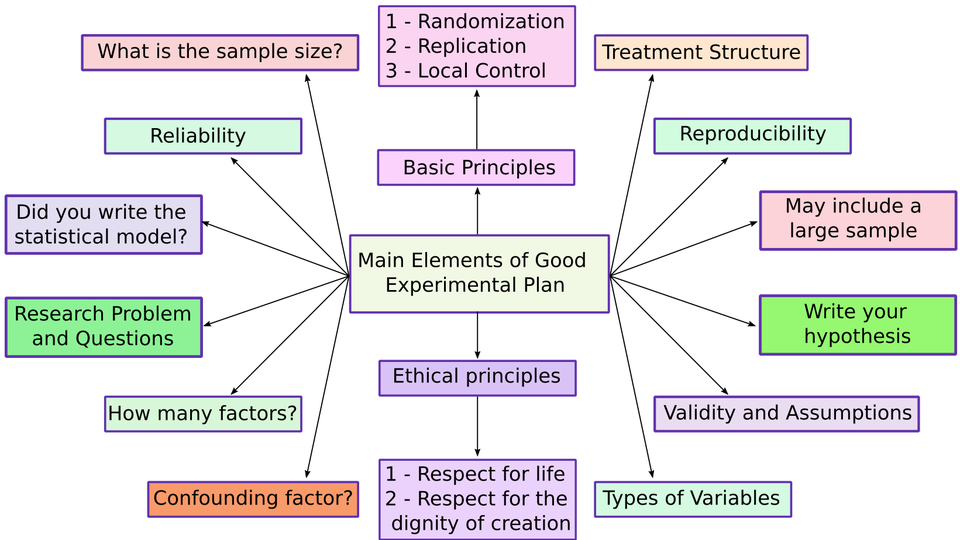 1 - Randomization
2 - Replication
3 - Local Control
What is the sample size?
Treatment Structure
Reliability
Reproducibility
Basic Principles
Did you write the
statistical model?
May include a
large sample
Main Elements of Good
Experimental Plan
Research Problem
and Questions
Write your
hypothesis
Ethical principles
How many factors?
Validity and Assumptions
1 - Respect for life
2 - Respect for the
dignity of creation
Confounding factor?
Types of Variables